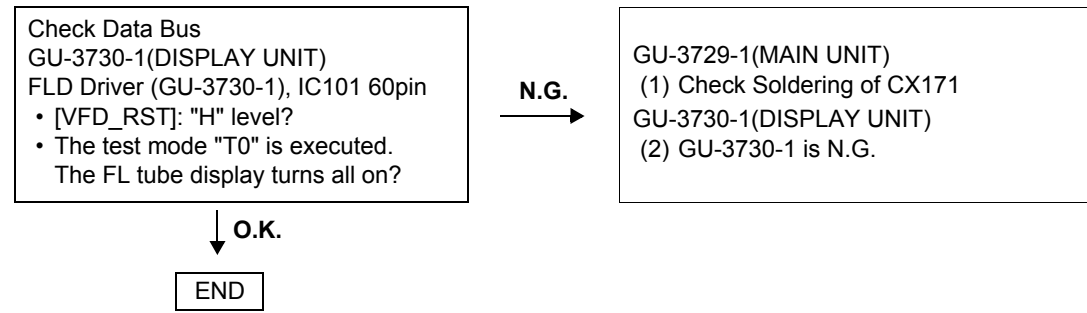 Check Data Bus
GU-3730-1(DISPLAY UNIT)
FLD Driver (GU-3730-1), IC101 60pin
• [VFD_RST]: "H" level?
• The test mode "T0" is executed.
The FL tube display turns all on?
N.G.
GU-3729-1(MAIN UNIT)
(1) Check Soldering of CX171
GU-3730-1(DISPLAY UNIT)
(2) GU-3730-1 is N.G.
O.K.
END